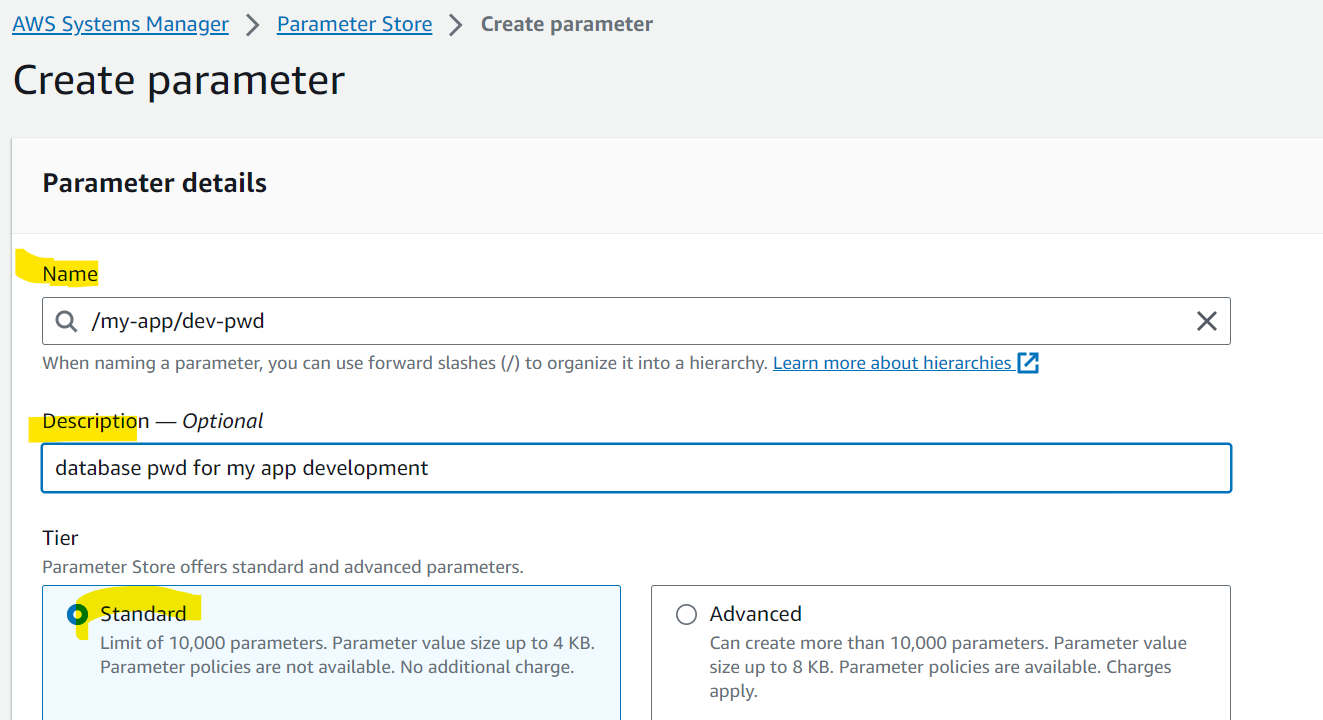 AWS Systems Manager > Parameter Store > Create parameter
Create parameter
Parameter details
Name
/my-app/dev-pwd
When naming a parameter, you can use forward slashes (/) to organize it into a hierarchy. Learn more about hierarchies
Description — Optional
database pwd for my app development
Tier
Parameter Store offers standard and advanced parameters.
Standard
Limit of 10,000 parameters. Parameter value size up to 4 KB.
Parameter policies are not available. No additional charge.
Advanced
Can create more than 10,000 parameters. Parameter value
size up to 8 KB. Parameter policies are available. Charges
apply.